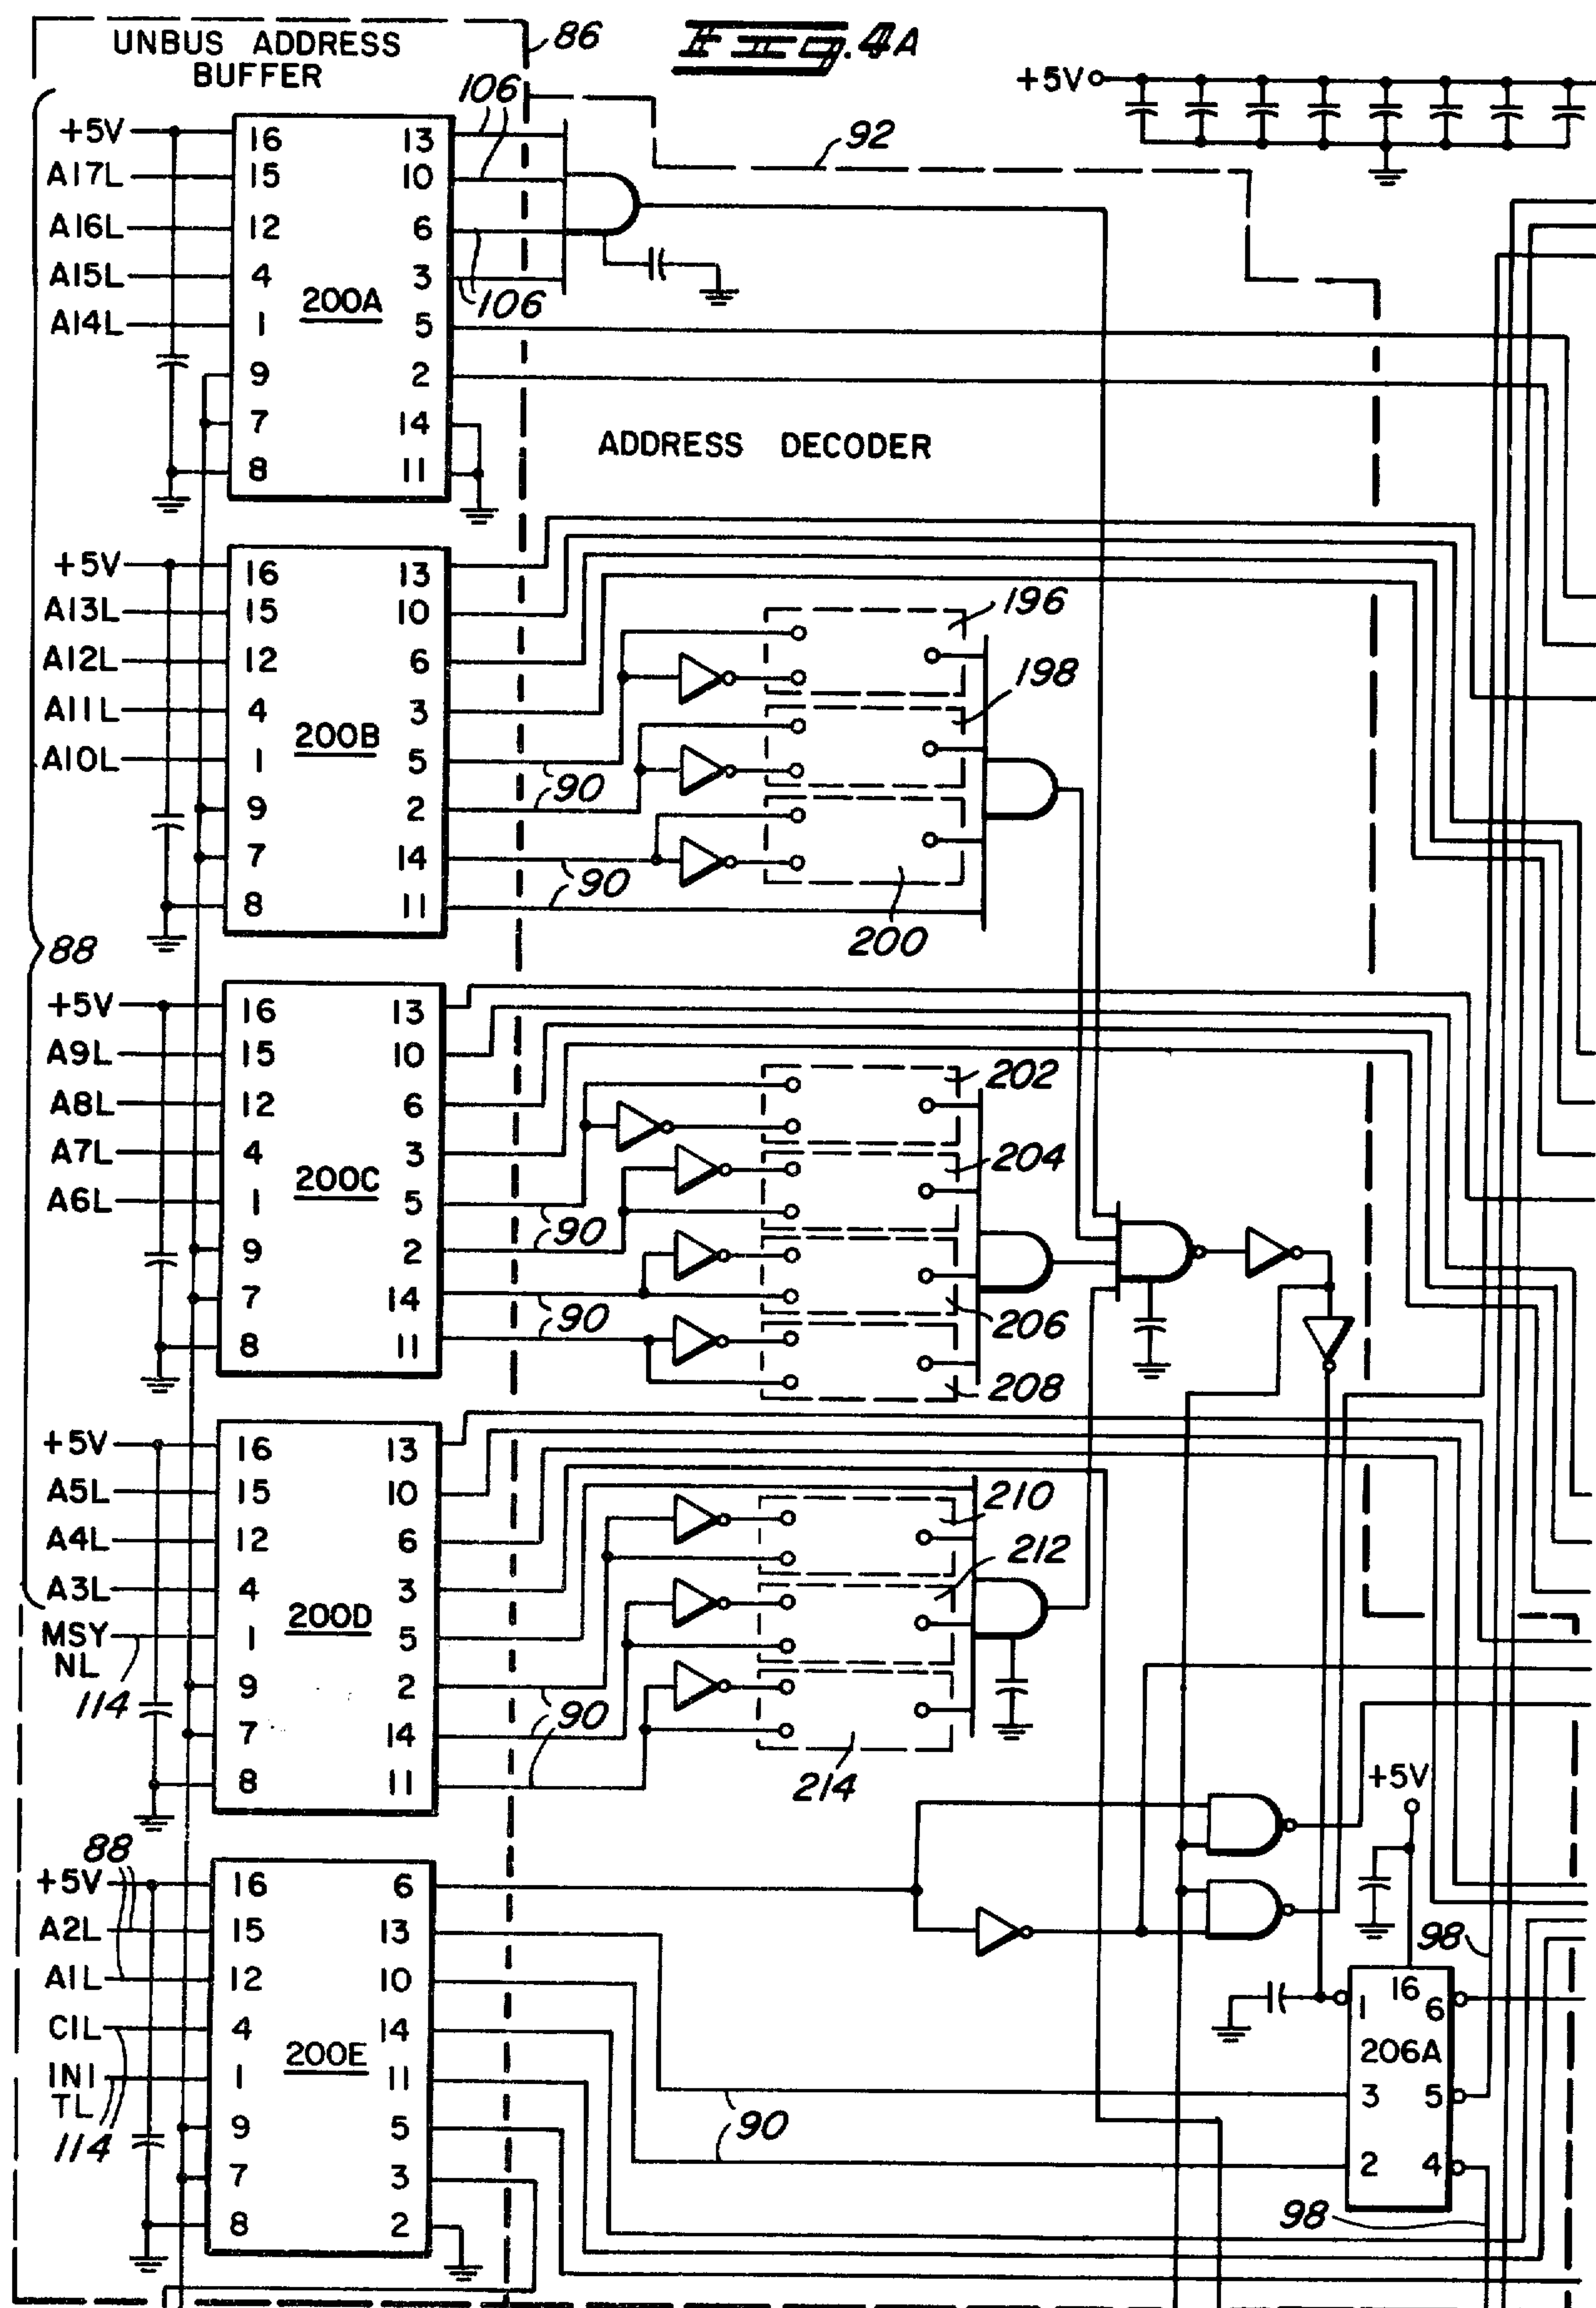 UNBUS ADDRESS
BUFFER
86
FIG. 4A
+5V
106
92
+5V 16 13
A17L 15 10
A16L 12 6
A15L 4 3
200A
106
A14L 1 5
9 2
7 14
8 11
ADDRESS DECODER
+5V 16 13
A13L 15 10
196
A12L 12 6
198
A11L 4 3
200B
A10L 1 5
90
9 2
7 14
90
8 11
200
88
+5V 16 13
A9L 15 10
202
A8L 12 6
A7L 4 3
204
200C
A6L 1 5
90
9 2
7 14
90
206
8 11
208
+5V 16 13
A5L 15 10
210
A4L 12 6
212
A3L 4 3
200D
MSY
NL
1 5
114
9 2
90
7 14
8 11
214
+5V
88
+5V 16 6
A2L 15 13
98
A1L 12 10
16
1 6
C1L 4 14
200E
206A
INI
TL
1 11
3 5
90
114
9 5
7 3
2 4
8 2
98